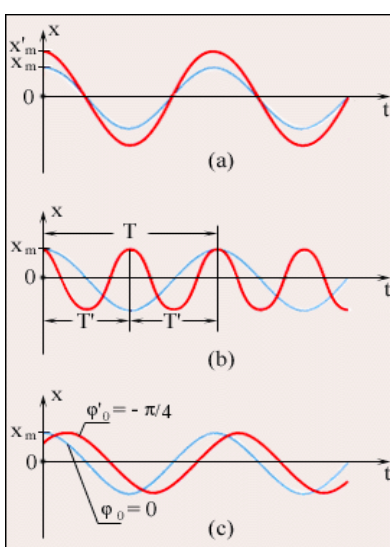 x
x'm
xm
0
t
(a)
x
T
xm
0
t
T' T'
(b)
x
φ'0 = - π/4
xm
0
t
φ0 = 0
(c)